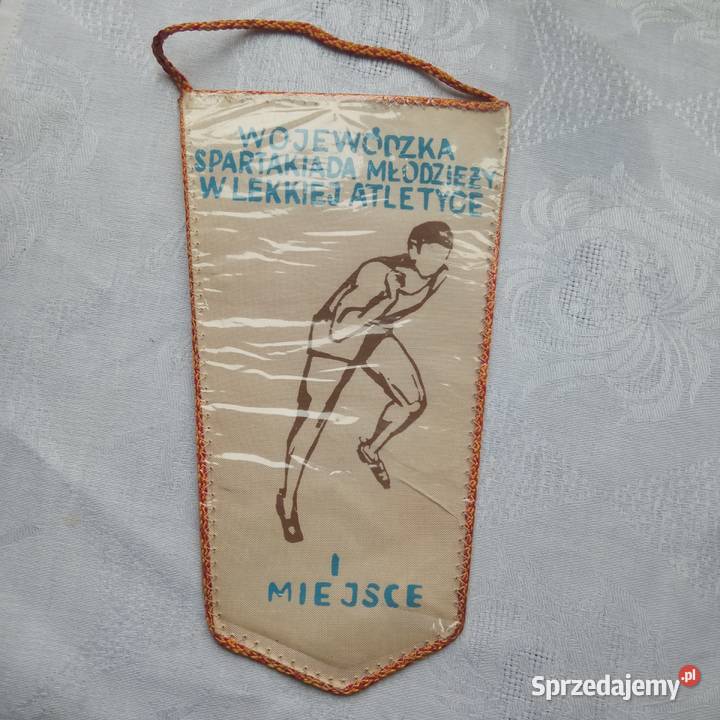 WOJEWÓDZKA
SPARTAKIADA MŁODZIEŻY
W LEKKIEJ ATLETYCE
I
MIEJSCE
Sprzedajemy.pl